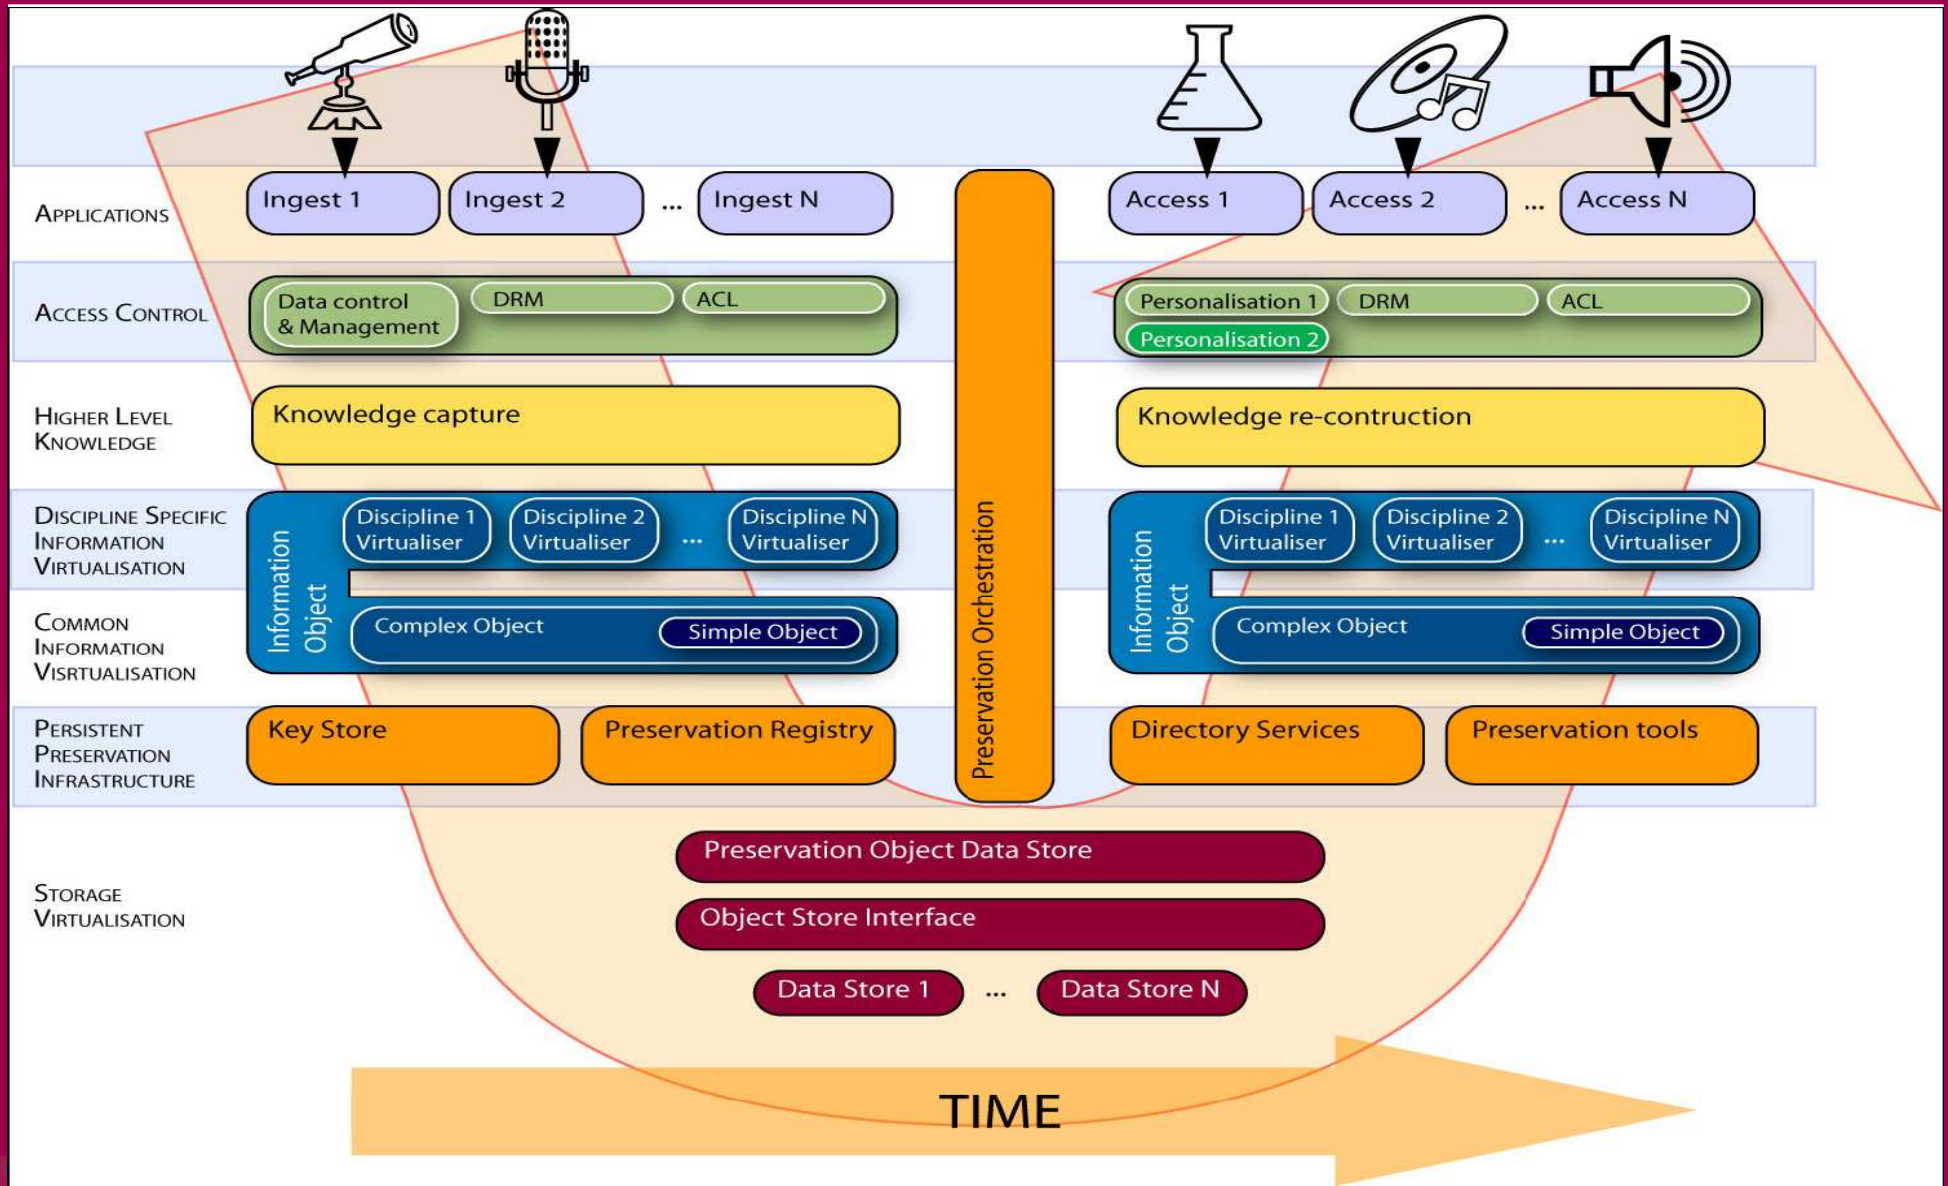 APPLICATIONS
Ingest 1
Ingest 2
...
Ingest N
Access 1
Access 2
...
Access N
ACCESS CONTROL
Data control
& Management
DRM
ACL
Personalisation 1
Personalisation 2
DRM
ACL
HIGHER LEVEL
KNOWLEDGE
Knowledge capture
Knowledge re-contruction
DISCIPLINE SPECIFIC
INFORMATION
VIRTUALISATION
Information
Object
Discipline 1
Virtualiser
Discipline 2
Virtualiser
...
Discipline N
Virtualiser
Preservation Orchestration
Information
Object
Discipline 1
Virtualiser
Discipline 2
Virtualiser
...
Discipline N
Virtualiser
COMMON
INFORMATION
VISRTUALISATION
Complex Object
Simple Object
Complex Object
Simple Object
PERSISTENT
PRESERVATION
INFRASTRUCTURE
Key Store
Preservation Registry
Directory Services
Preservation tools
STORAGE
VIRTUALISATION
Preservation Object Data Store
Object Store Interface
Data Store 1
...
Data Store N
TIME